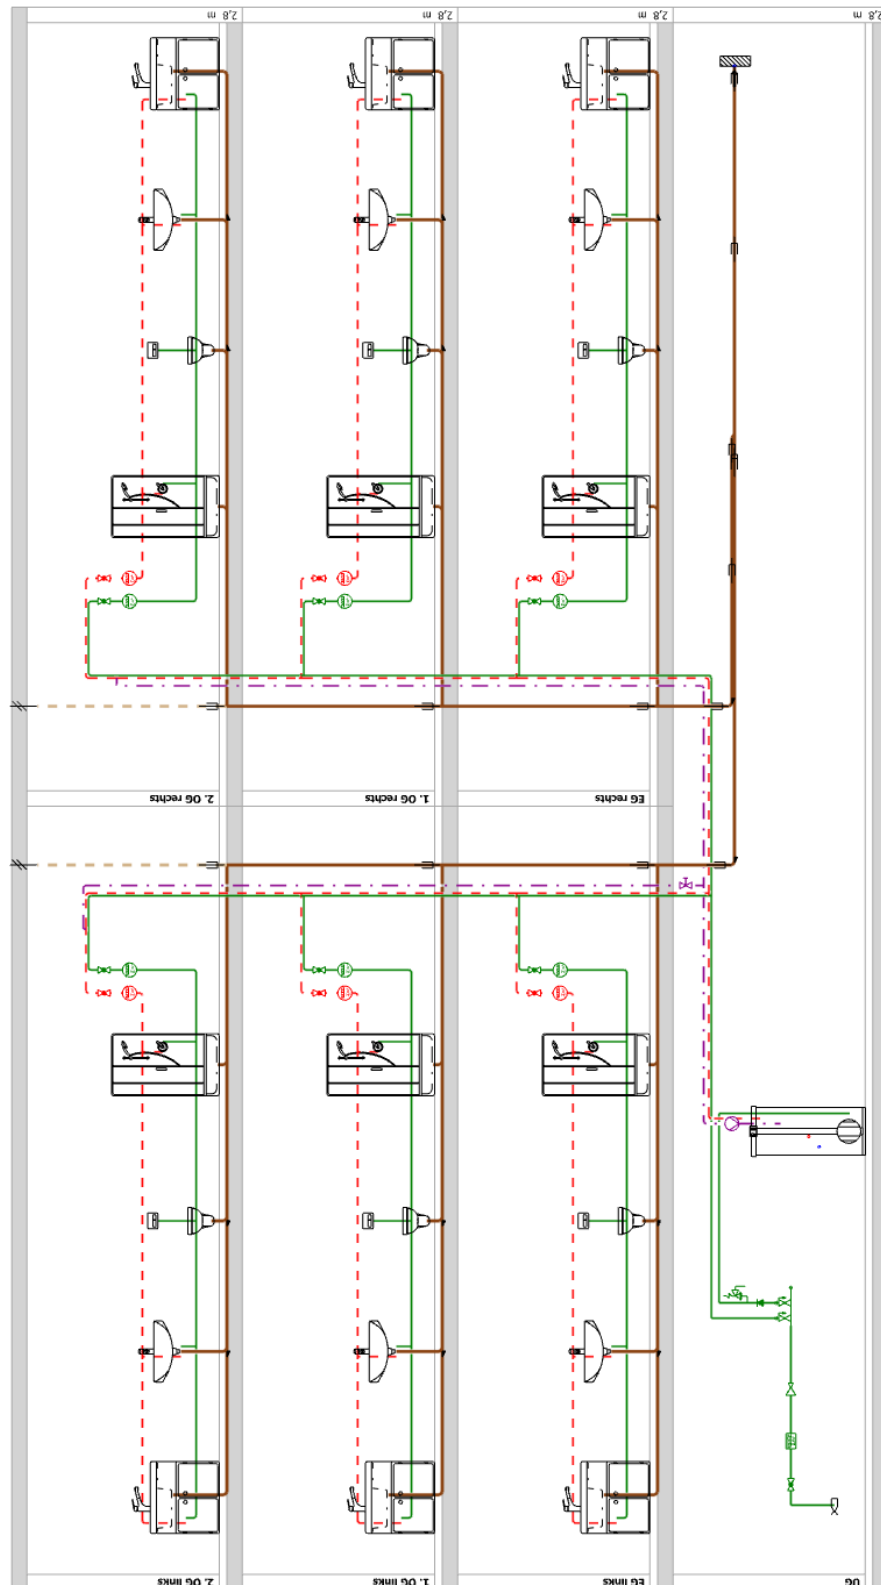 2,8 m
2,8 m
2,8 m
2,8 m
2. OG rechts
1. OG rechts
EG rechts
2. OG links
1. OG links
EG links
UG